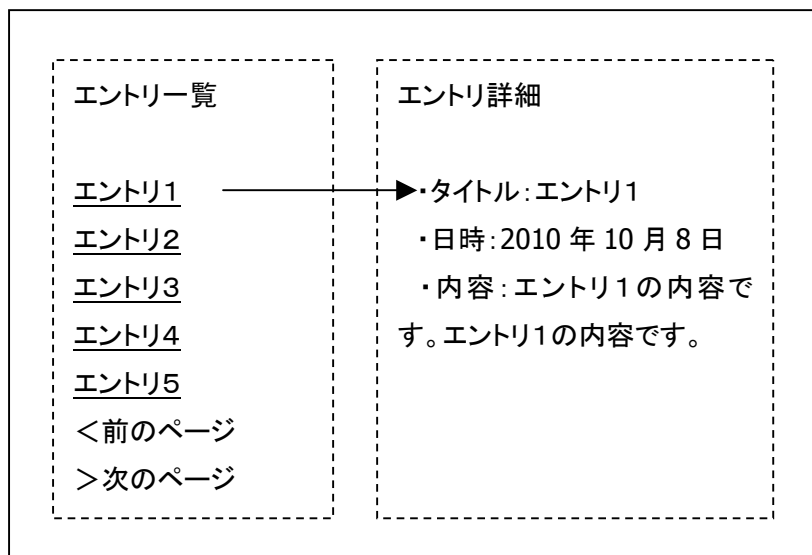 エントリ一覧
エントリ1
エントリ2
エントリ3
エントリ4
エントリ5
＜前のページ
＞次のページ
エントリ詳細
・タイトル：エントリ1
・日時：2010 年 10 月 8 日
・内容：エントリ1の内容で
す。エントリ1の内容です。